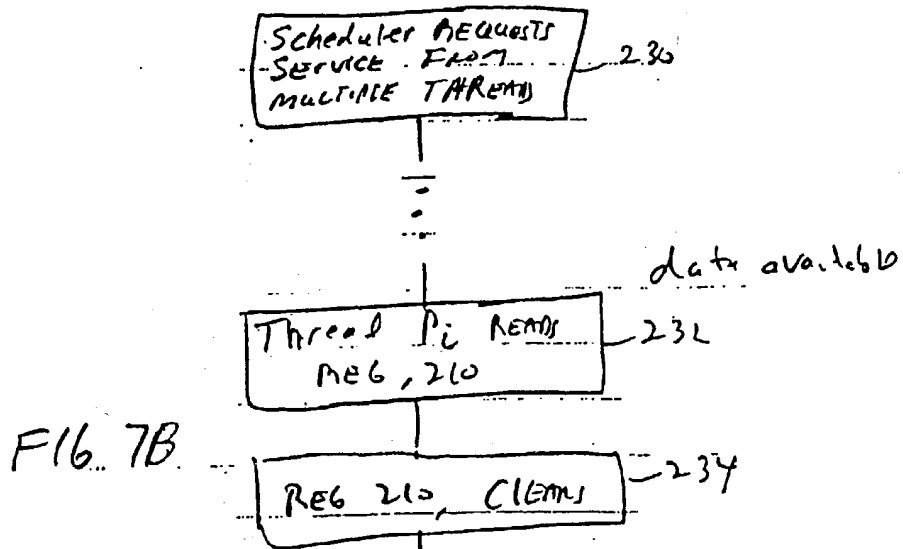 Scheduler REQUESTS
SERVICE FROM
MULTIPLE THREADS
230
data available
Thread Pi READS
REG, 210
232
FIG. 7B
REG 210, CLEARS
234